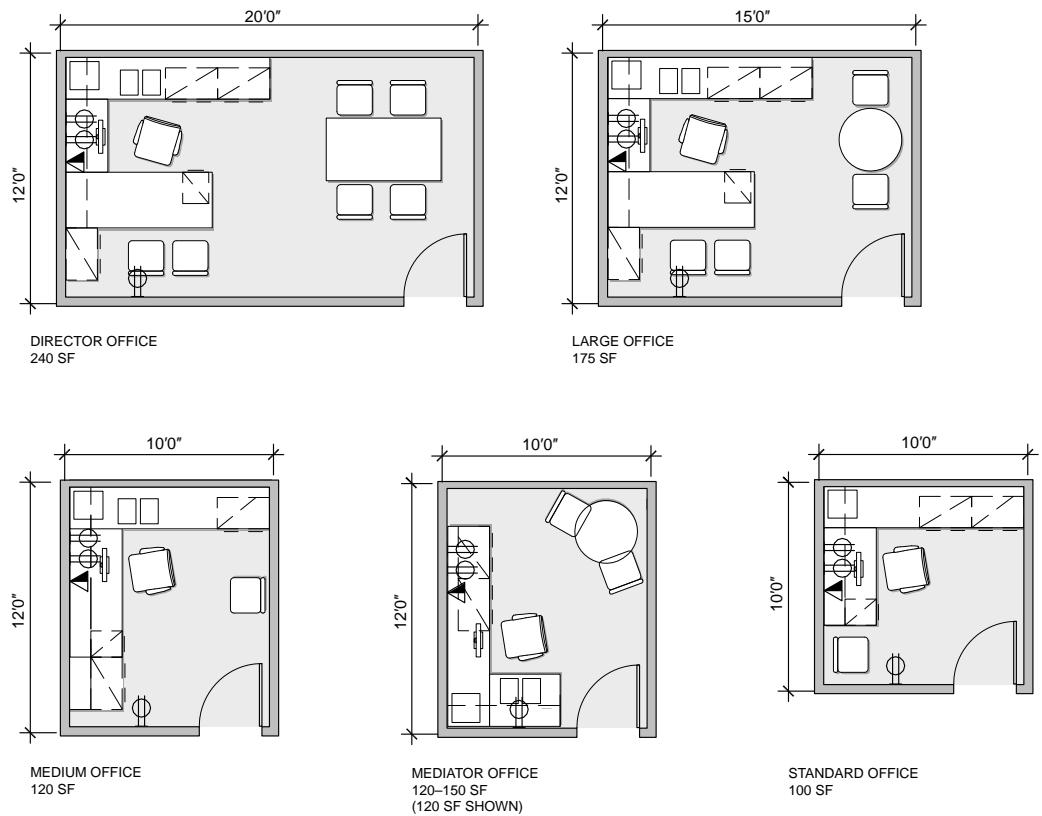 20′0″
15′0″
12′0″
12′0″
DIRECTOR OFFICE
240 SF
LARGE OFFICE
175 SF
10′0″
10′0″
10′0″
12′0″
12′0″
10′0″
MEDIUM OFFICE
120 SF
MEDIATOR OFFICE
120–150 SF
(120 SF SHOWN)
STANDARD OFFICE
100 SF